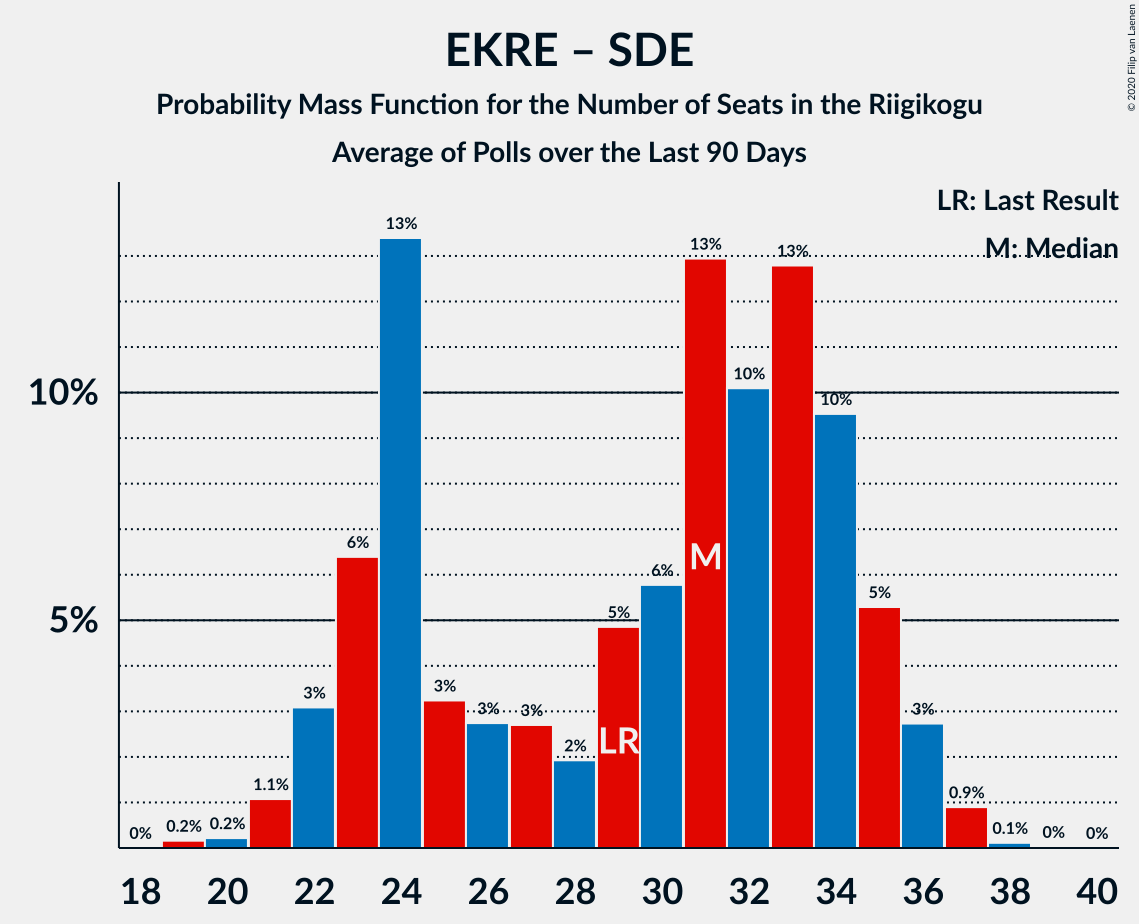 EKRE – SDE
Probability Mass Function for the Number of Seats in the Riigikogu
Average of Polls over the Last 90 Days
© 2020 Filip van Laenen
LR: Last Result
M: Median
10%
5%
0%
0.2%
0.2%
1.1%
3%
6%
13%
3%
3%
3%
2%
5%
6%
13%
10%
13%
10%
5%
3%
0.9%
0.1%
0%
0%
LR
M
18 20 22 24 26 28 30 32 34 36 38 40